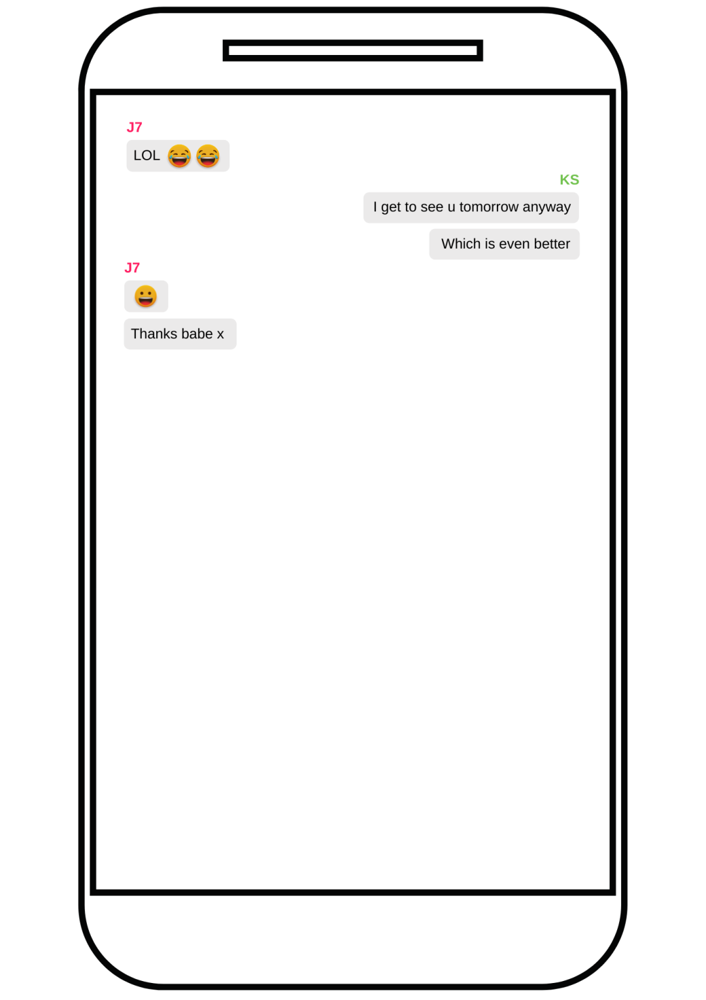 J7
LOL 😂😂
KS
I get to see u tomorrow anyway
Which is even better
J7
😀
Thanks babe x